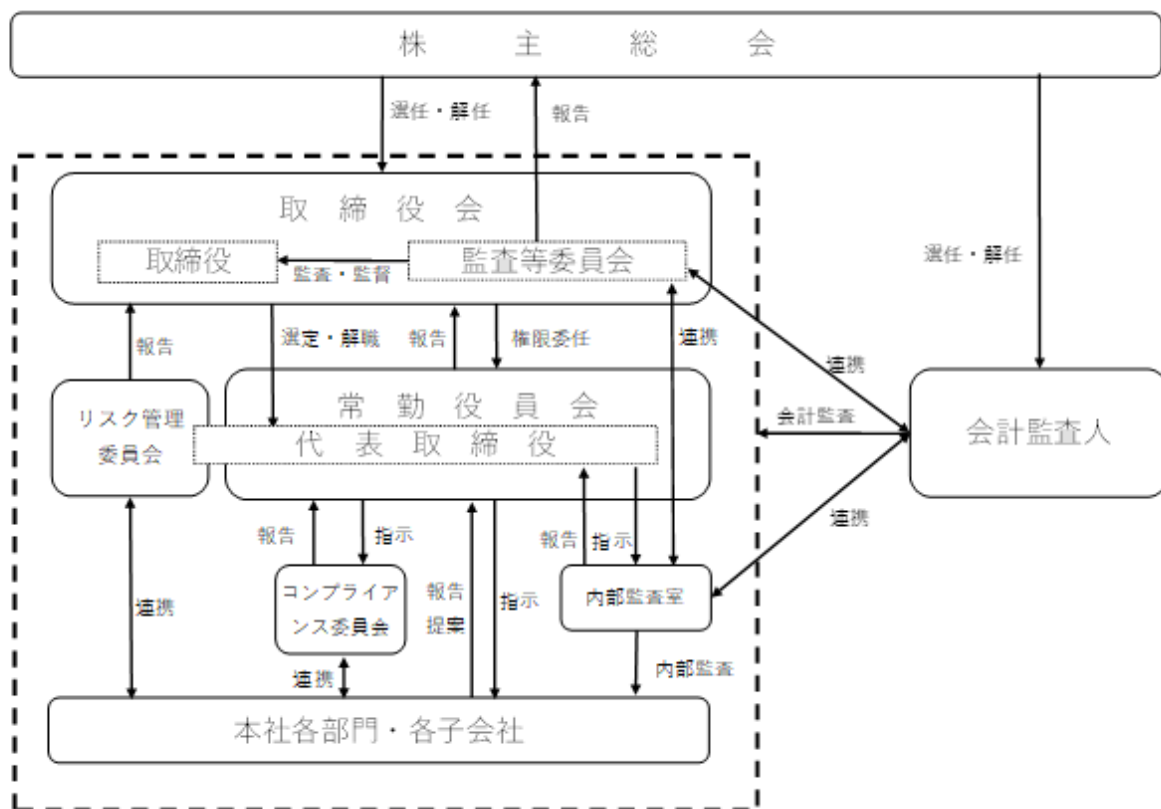 株主総会
選任・解任
報告
取締役会
取締役
監査等委員会
監査・監督
選任・解任
報告
選定・解職
報告
権限委任
連携
連携
リスク管理
委員会
常勤役員会
代表取締役
会計監査
会計監査人
報告
指示
報告
指示
連携
コンプライア
ンス委員会
報告
提案
指示
内部監査室
連携
連携
内部監査
本社各部門・各子会社